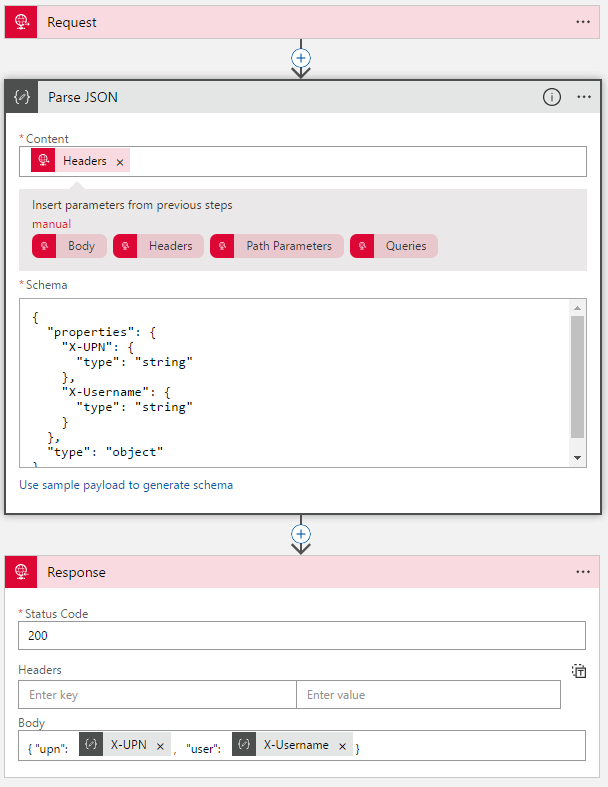 Request
Parse JSON
* Content
Headers ×
Insert parameters from previous steps
manual
Body Headers Path Parameters Queries
* Schema
{
"properties": {
"X-UPN": {
"type": "string"
},
"X-Username": {
"type": "string"
}
},
"type": "object"
}
Use sample payload to generate schema
Response
* Status Code
200
Headers
Enter key Enter value
Body
{ "upn": X-UPN × , "user": X-Username × }